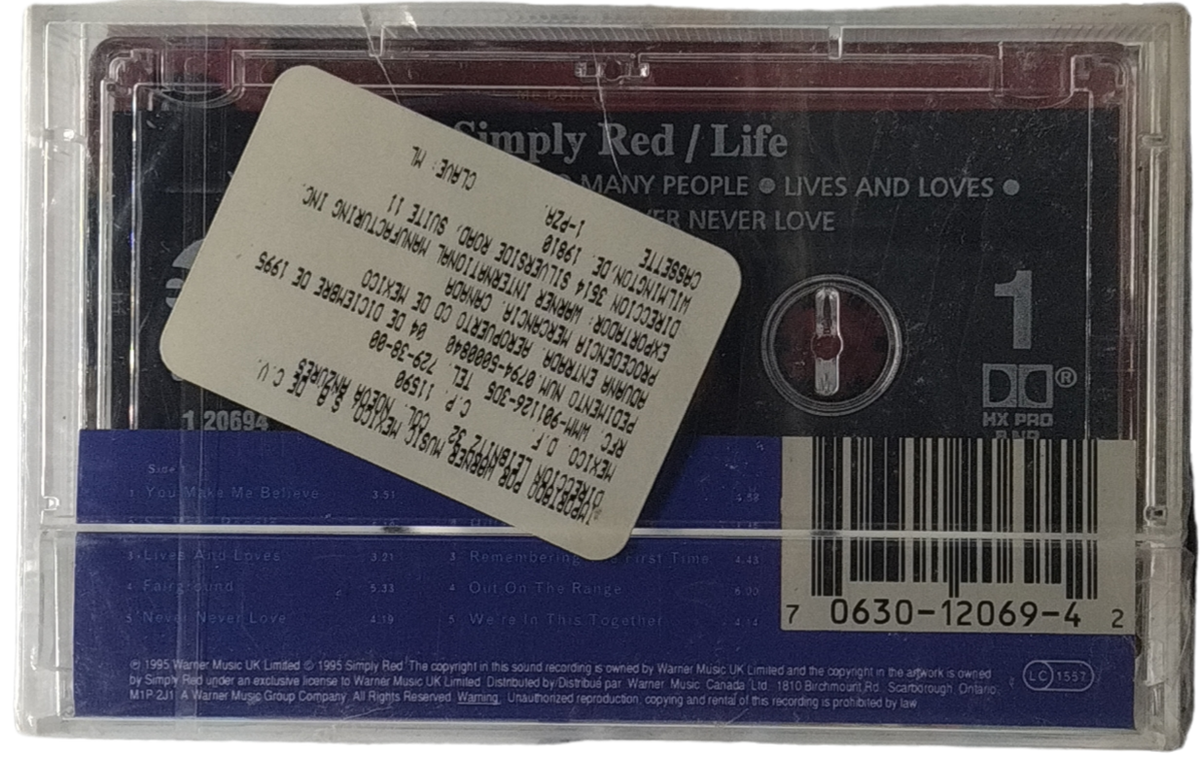 Simply Red / Life
MANY PEOPLE ● LIVES AND LOVES ●
NEVER LOVE
1
HX PRO
B NR
®
1 20694
*IMPORTADO POR WARNER MUSIC MEXICO S.A. DE C.V.
DIRECCION LEIBNITZ 32 COL NUEVA ANZURES
MEXICO, D.F. C.P. 11590
RFC. WMM-901126-3D5 TEL. 729-38-00
PEDIMENTO NUM 0794-5000840 04 DE DICIEMBRE DE 1995
ADUANA ENTRADA: AEROPUERTO CD DE MEXICO
PROCEDENCIA MERCANCIA: CANADA
EXPORTADOR: WARNER INTERNATIONAL MANUFACTURING INC.
DIRECCION 3514 SILVERSIDE ROAD, SUITE 11
WILMINGTON, DE. 19810
CASSETTE 1-PZA. CLAVE: ML
Side 1
1 You Make Me Believe 3.51
3 Lives And Loves 3.21
4 Fairground 5.33
5 Never Never Love 4.19
4.58
3 Remembering First Time 4.43
4 Out On The Range 6.00
5 We're In This Together 4.14
7 0630-12069-4 2
℗ 1995 Warner Music UK Limited © 1995 Simply Red The copyright in this sound recording is owned by Warner Music UK Limited and the copyright in the artwork is owned
by Simply Red under an exclusive license to Warner Music UK Limited. Distributed by/Distribué par: Warner Music Canada Ltd. 1810 Birchmount Rd. Scarborough, Ontario,
M1P 2J1 A Warner Music Group Company. All Rights Reserved. Warning: Unauthorized reproduction, copying and rental of this recording is prohibited by law
LC 1557